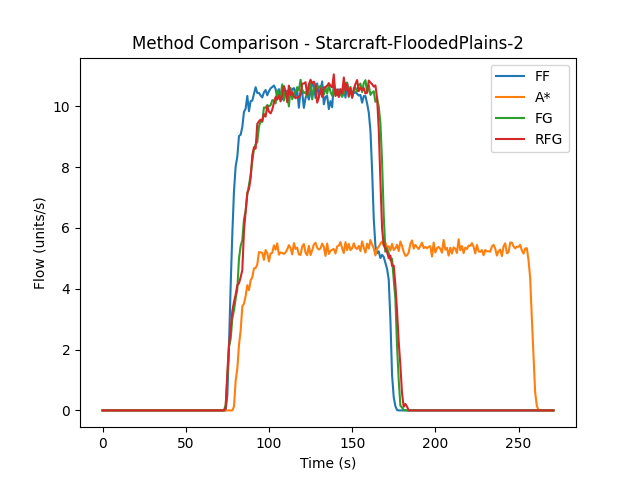 Method Comparison - Starcraft-FloodedPlains-2
FF
A*
FG
RFG
Flow (units/s)
10
8
6
4
2
0
0 50 100 150 200 250
Time (s)